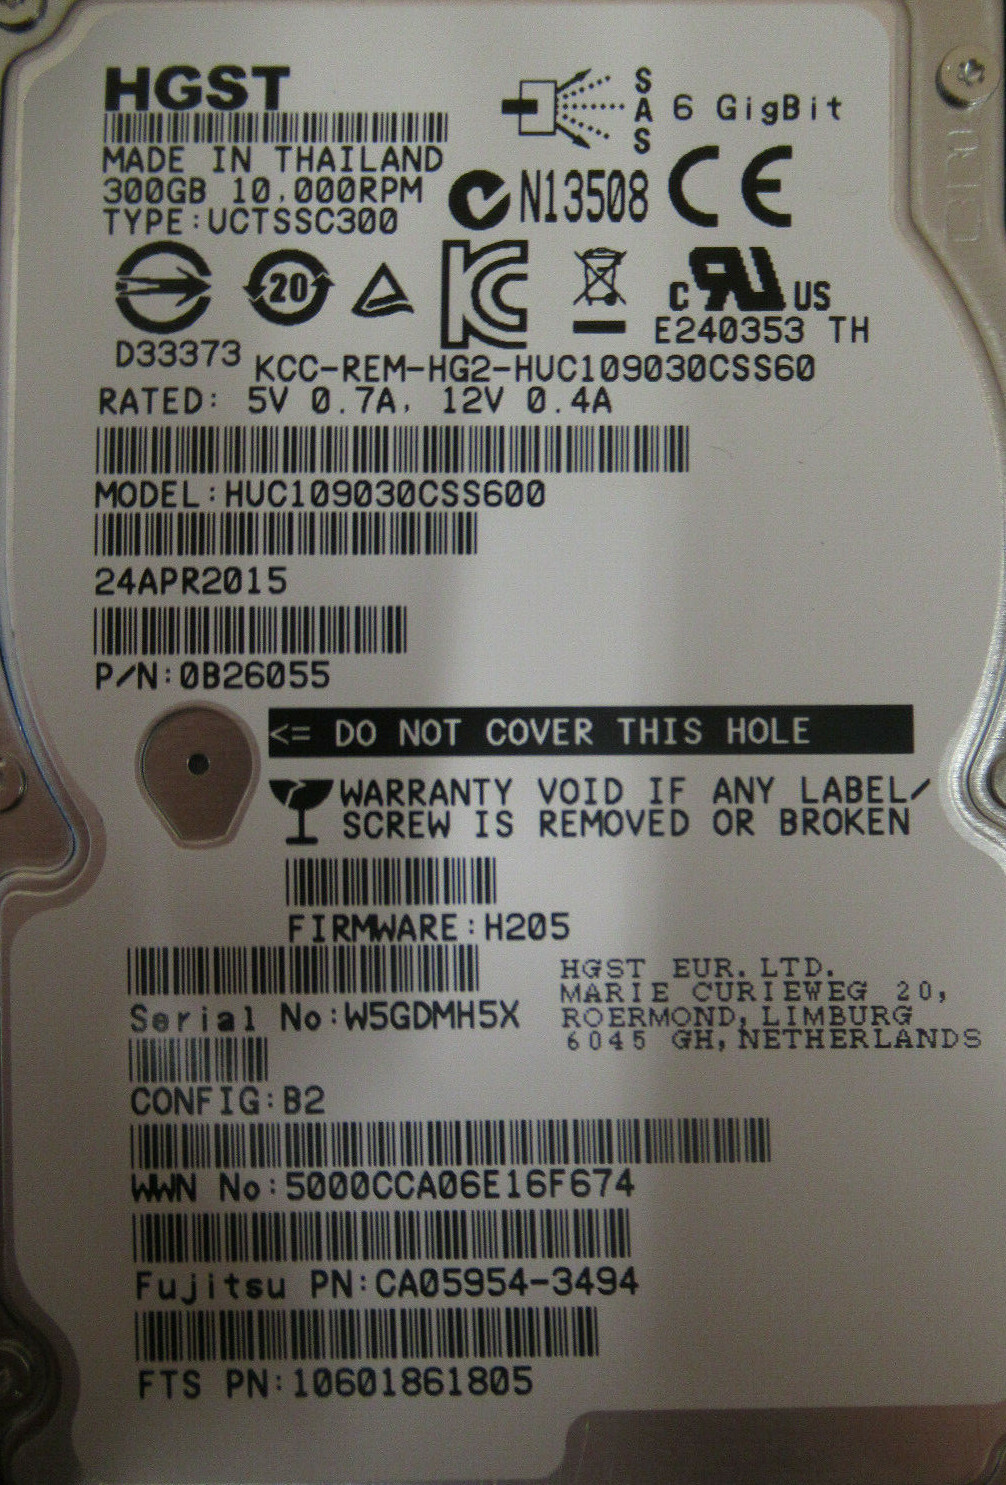 HGST
S
A 6 GigBit
S
MADE IN THAILAND
300GB 10,000RPM
TYPE:UCTSSC300
N13508 CE
20
C RU US
E240353 TH
D33373 KCC-REM-HG2-HUC109030CSS60
RATED: 5V 0.7A, 12V 0.4A
MODEL:HUC109030CSS600
24APR2015
P/N:0B26055
<= DO NOT COVER THIS HOLE
WARRANTY VOID IF ANY LABEL/
SCREW IS REMOVED OR BROKEN
FIRMWARE:H205
HGST EUR.LTD.
MARIE CURIEWEG 20,
ROERMOND, LIMBURG
6045 GH, NETHERLANDS
Serial No:W5GDMH5X
CONFIG:B2
WWN No:5000CCA06E16F674
Fujitsu PN:CA05954-3494
FTS PN:10601861805